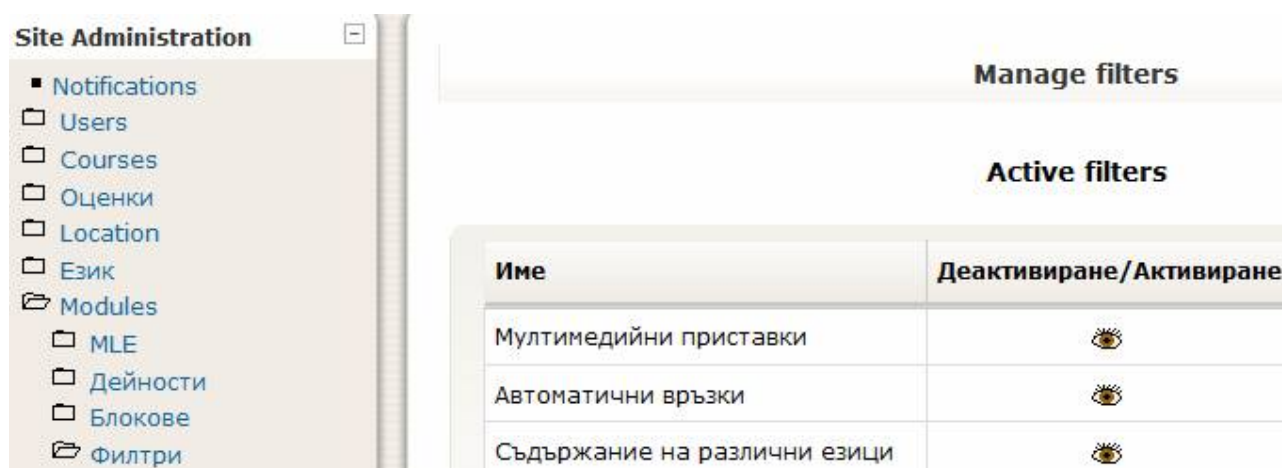 Site Administration
Notifications
Users
Courses
Оценки
Location
Език
Modules
MLE
Дейности
Блокове
Филтри
Manage filters
Active filters
Име Деактивиране/Активиране
Мултимедийни приставки
Автоматични връзки
Съдържание на различни езици